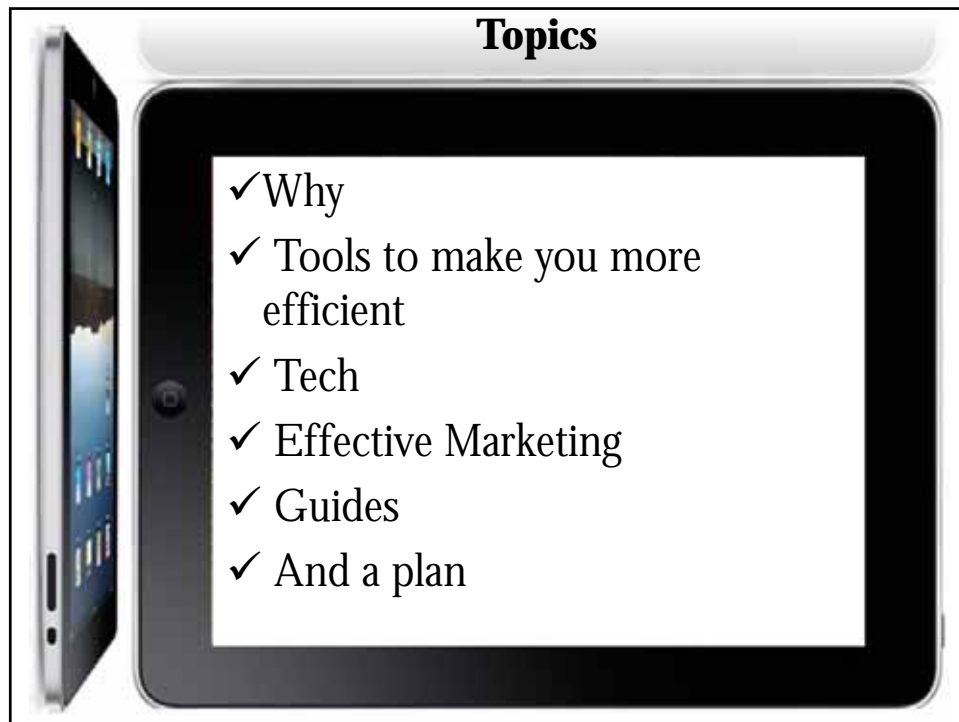 Topics
✓Why
✓ Tools to make you more
efficient
✓ Tech
✓ Effective Marketing
✓ Guides
✓ And a plan